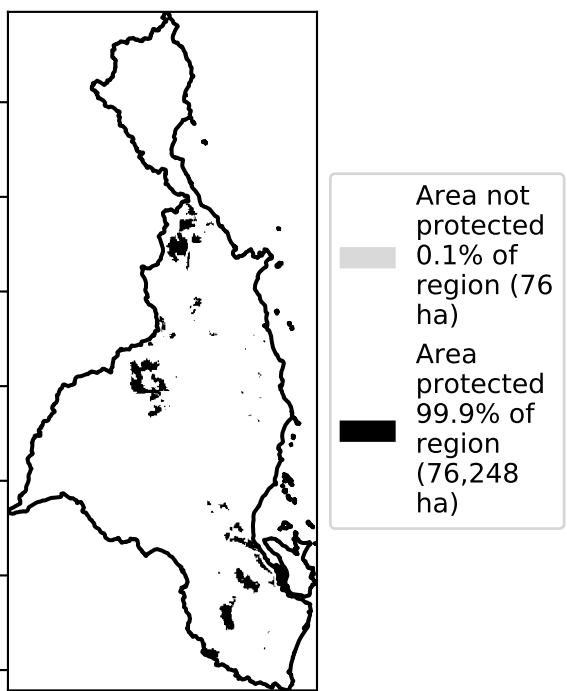 Area not
protected
0.1% of
region (76
ha)
Area
protected
99.9% of
region
(76,248
ha)